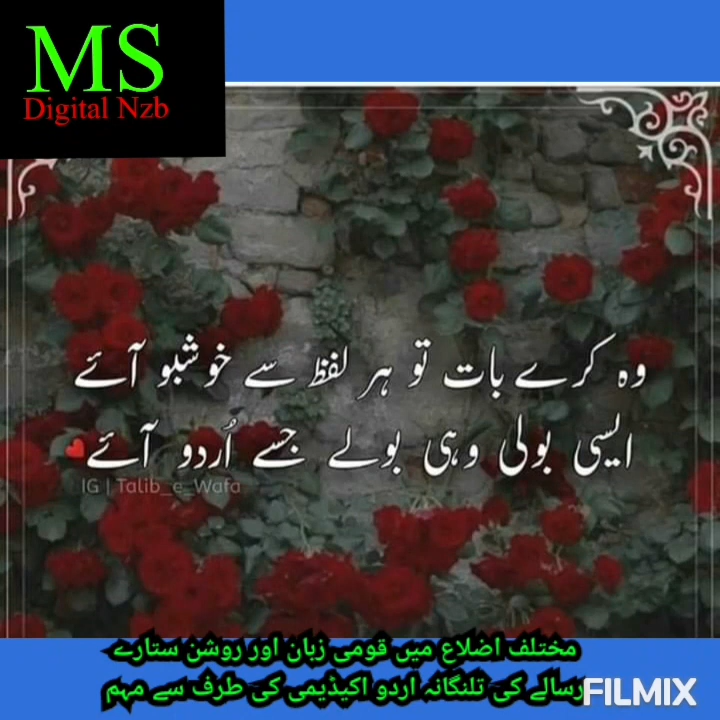 MS
Digital Nzb
وہ کرے بات تو ہر لفظ سے خوشبو آئے
ایسی بولی وہی بولے جسے اُردو آئے
IG | Talib_e_Wafa
مختلف اضلاع میں قومی زبان اور روشن ستارے
رسالے کی تلنگانہ اردو اکیڈیمی کی طرف سے مہم
FILMIX